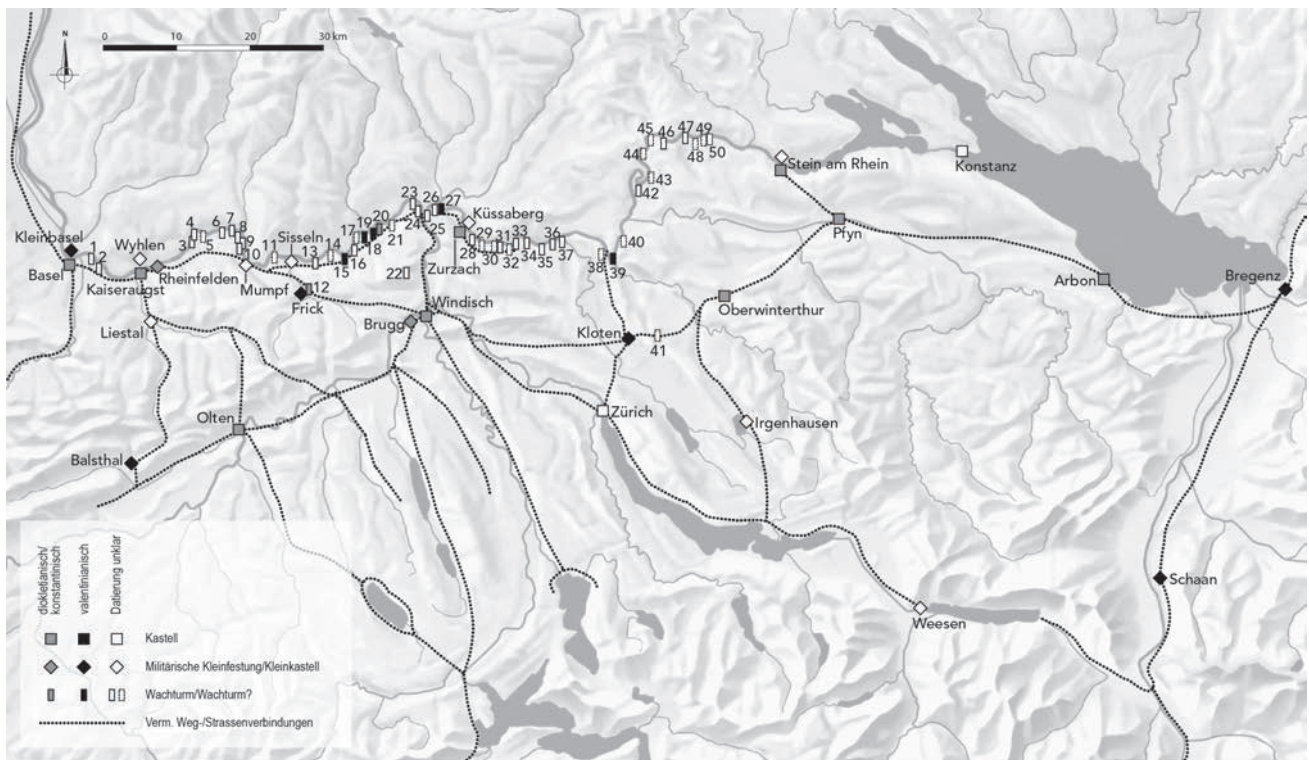 N
0 10 20 30 km
45 46 47 49
44 48 50
43
42
Stein am Rhein
Konstanz
23 26 27
24 25
Küssaberg
17 19 20
18 21
4 6 7 8
3 5 9
10
Kleinbasel
1
2
Basel
Wyhlen
Kaiseraugst
Rheinfelden
11
Sisseln
13
14
15
16
Mumpf
12
Frick
22
Zurzach
28 29 30 31 32 33 34 35 36 37
38
39
40
Pfyn
Arbon
Bregenz
Liestal
Brugg
Windisch
Kloten
41
Oberwinterthur
Olten
Zürich
Irgenhausen
Balsthal
Schaan
Weesen
diokletianisch/
konstantinisch
valentinianisch
Datierung unklar
Kastell
Militärische Kleinfestung/Kleinkastell
Wachturm/Wachturm?
Verm. Weg-/Strassenverbindungen